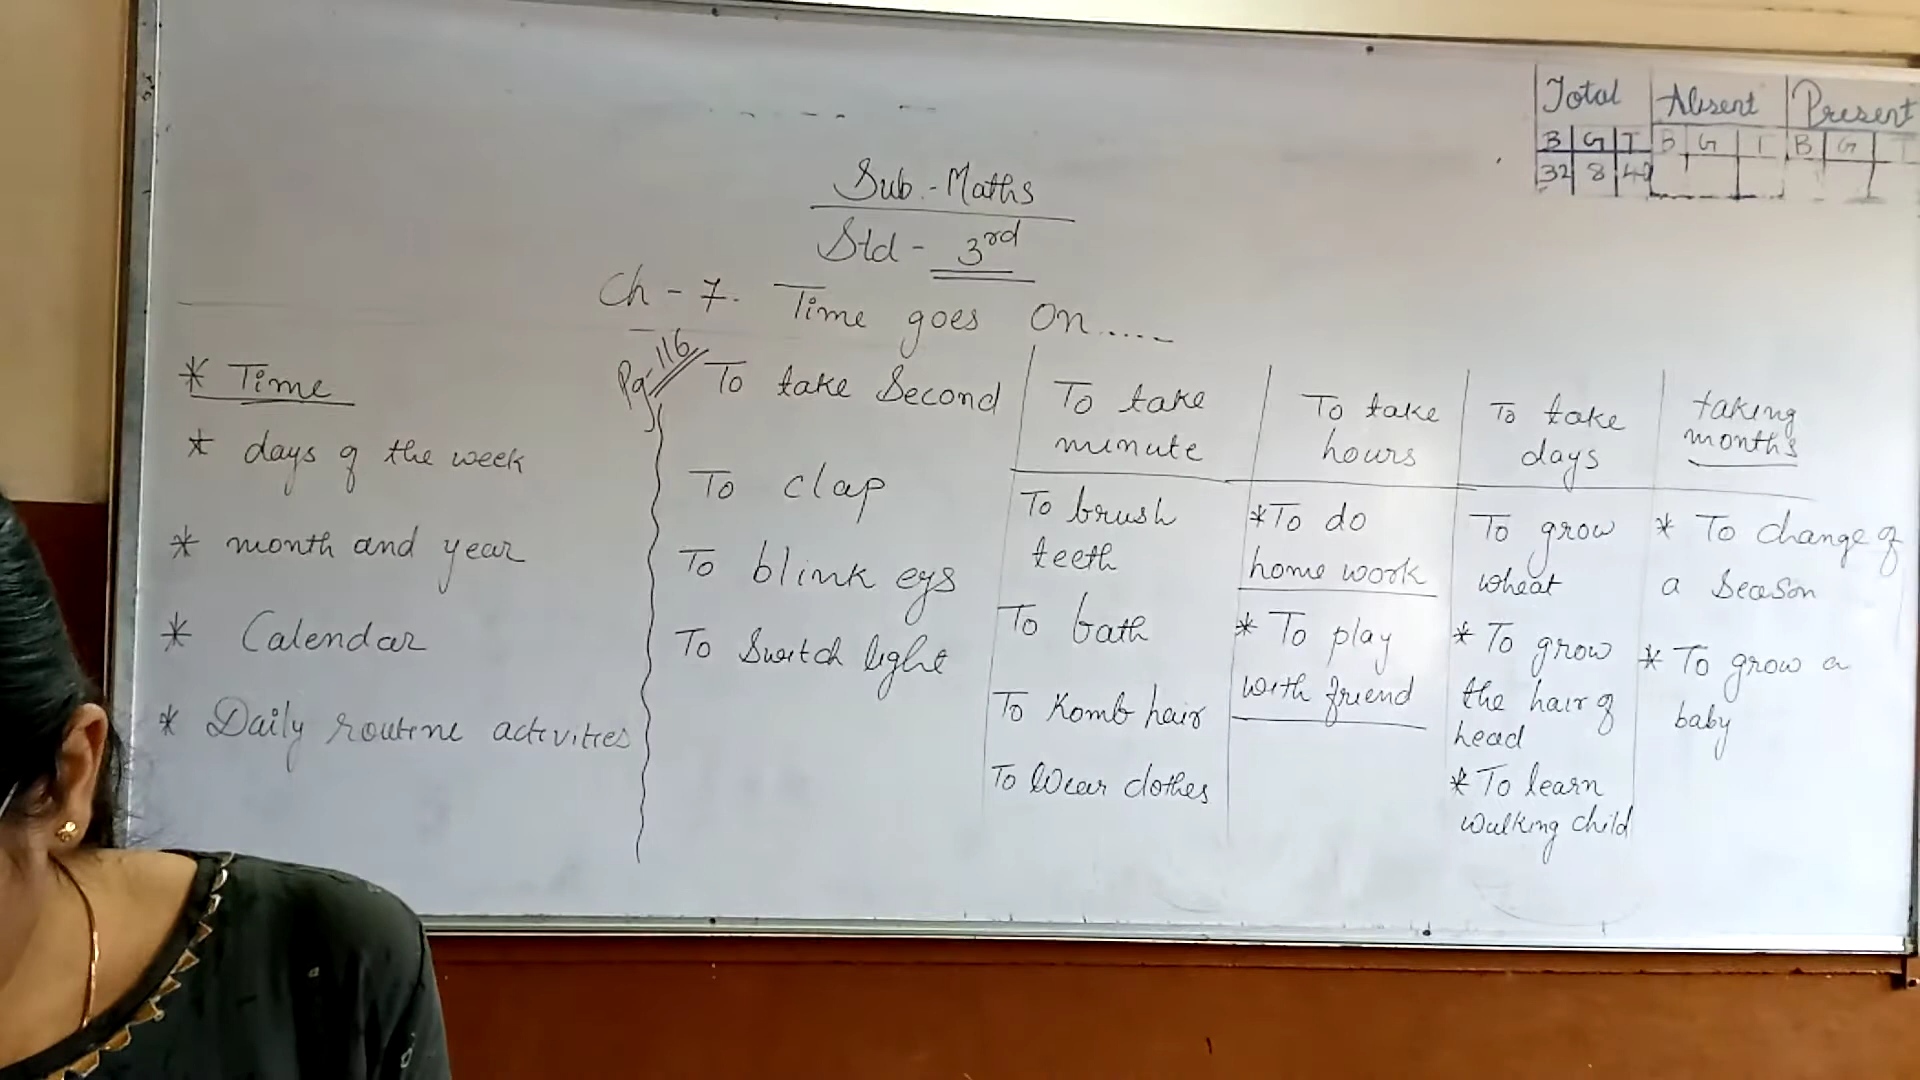 Total Absent Present
B G T B G T B G T
32 8 40
Sub.-Maths
Std - 3rd
Ch - 7. Time goes on.....
* Time
* days of the week
* month and year
* Calendar
* Daily routine activities
Pg-116
To take Second
To clap
To blink eys
To Switch light
To take
minute
To brush
teeth
To bath
To Komb hair
To Wear clothes
To take
hours
*To do
home work
* To play
with friend
To take
days
To grow
wheat
* To grow
the hair of
head
* To learn
walking child
taking
months
* To change of
a Season
* To grow a
baby